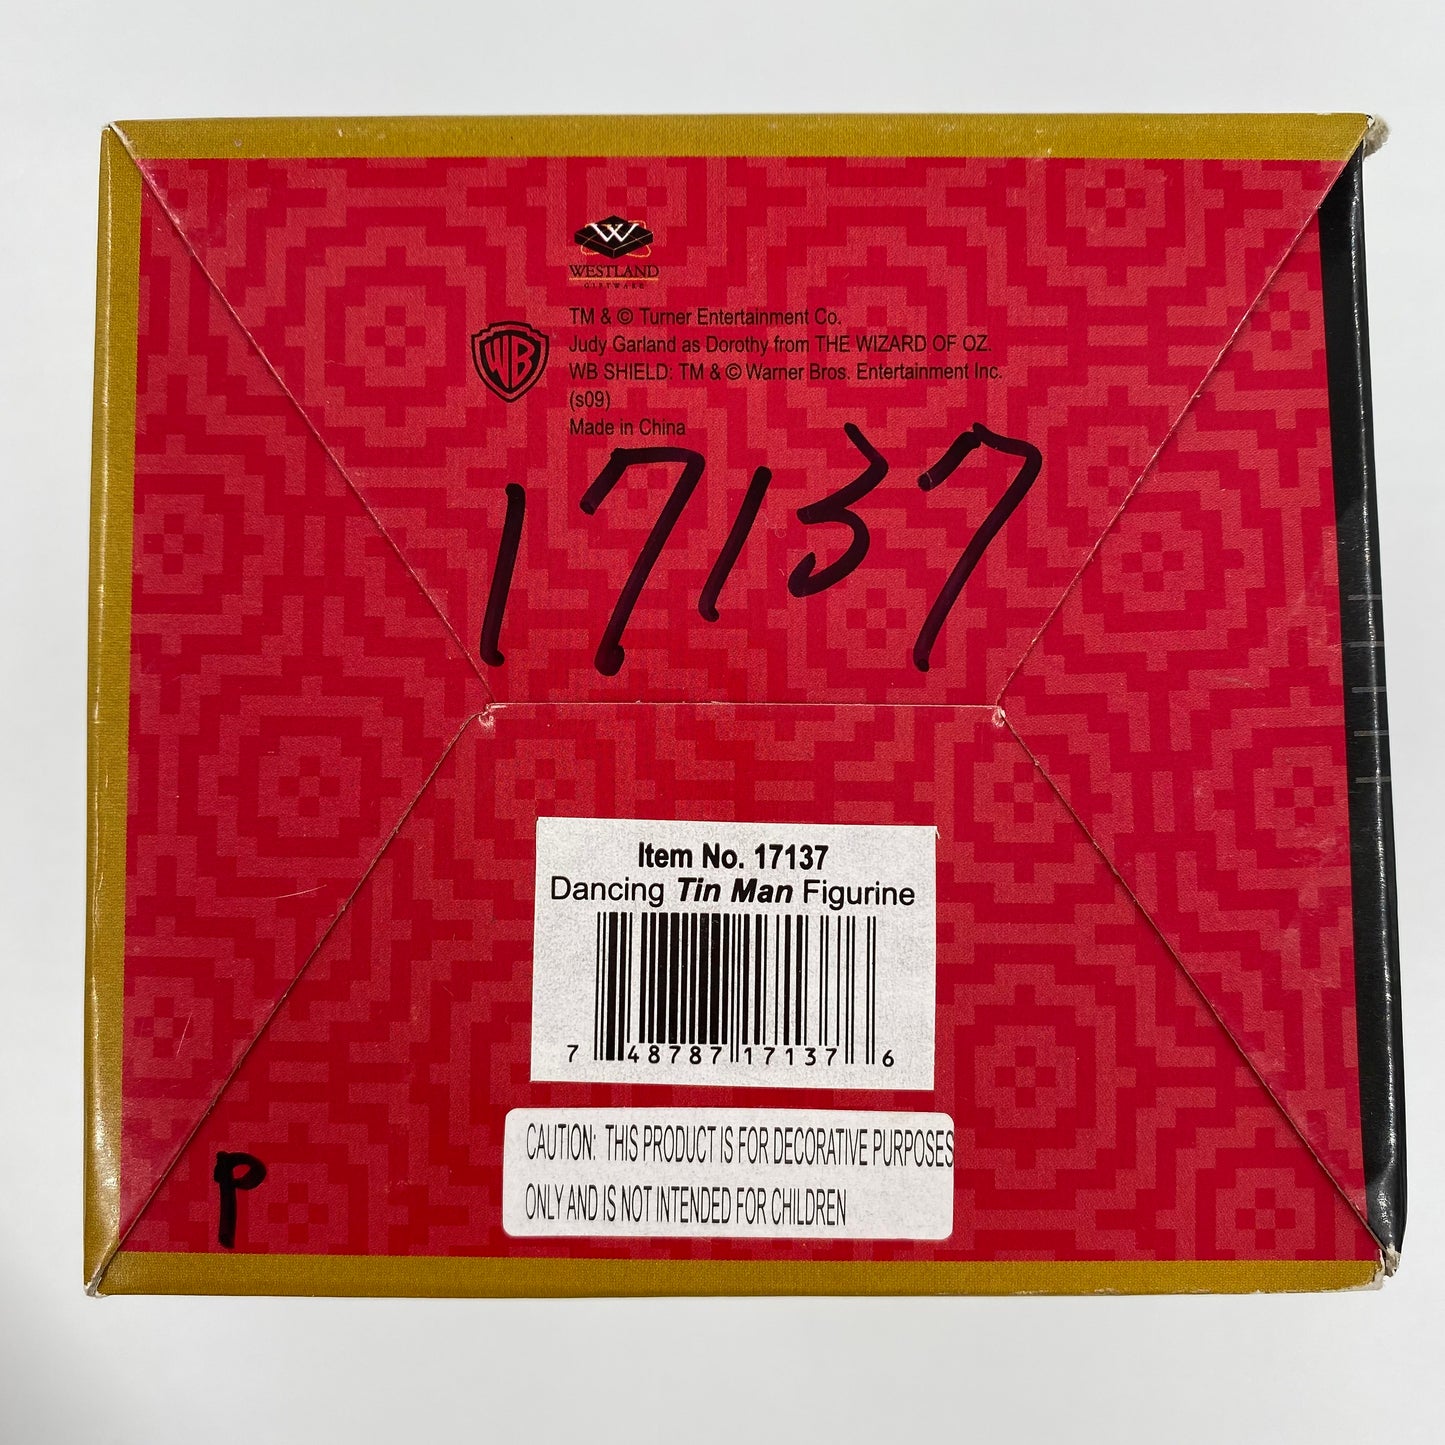 W
WESTLAND
GIFTWARE
WB
TM & © Turner Entertainment Co.
Judy Garland as Dorothy from THE WIZARD OF OZ.
WB SHIELD: TM & © Warner Bros. Entertainment Inc.
(s09)
Made in China
17137
Item No. 17137
Dancing Tin Man Figurine
7 48787 17137 6
CAUTION: THIS PRODUCT IS FOR DECORATIVE PURPOSES
ONLY AND IS NOT INTENDED FOR CHILDREN
P